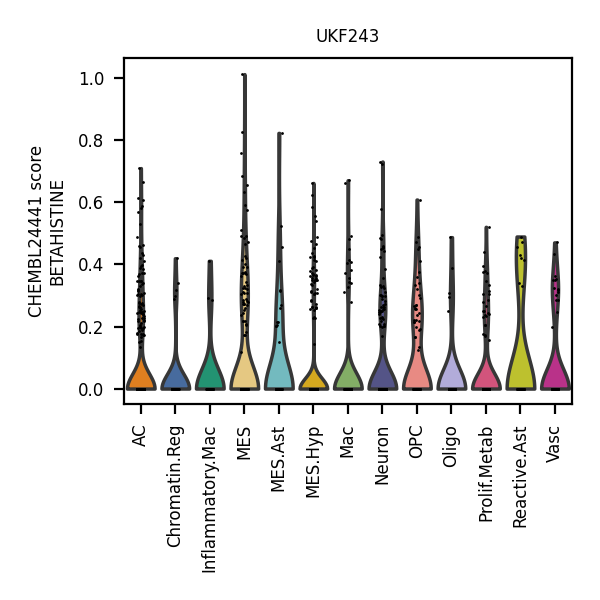 UKF243
CHEMBL24441 score
BETAHISTINE
1.0
0.8
0.6
0.4
0.2
0.0
AC
Chromatin.Reg
Inflammatory.Mac
MES
MES.Ast
MES.Hyp
Mac
Neuron
OPC
Oligo
Prolif.Metab
Reactive.Ast
Vasc